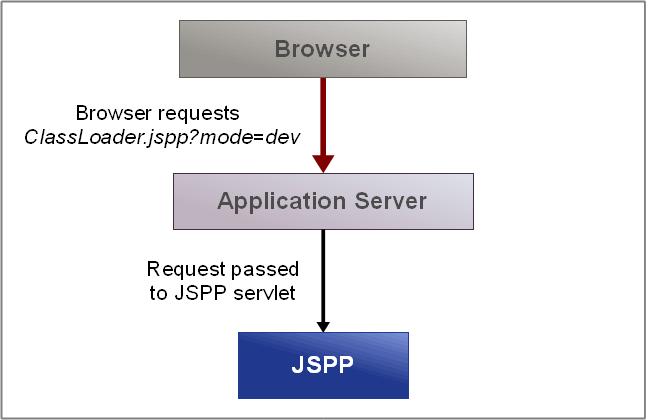 Browser
Browser requests
ClassLoader.jspp?mode=dev
Application Server
Request passed
to JSPP servlet
JSPP